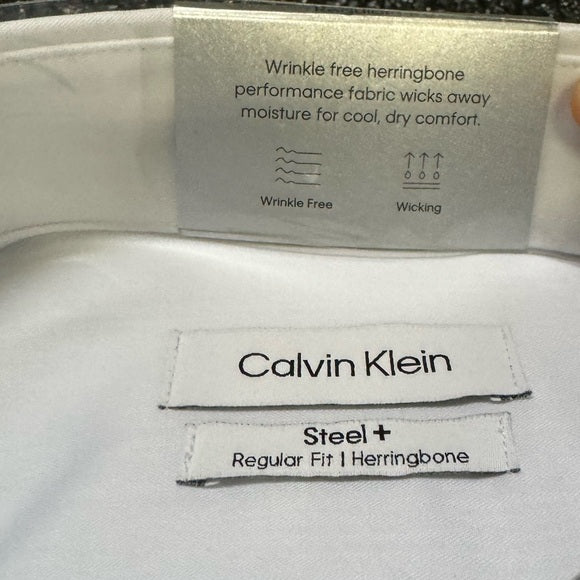 Wrinkle free herringbone
performance fabric wicks away
moisture for cool, dry comfort.
Wrinkle Free
Wicking
Calvin Klein
Steel +
Regular Fit | Herringbone